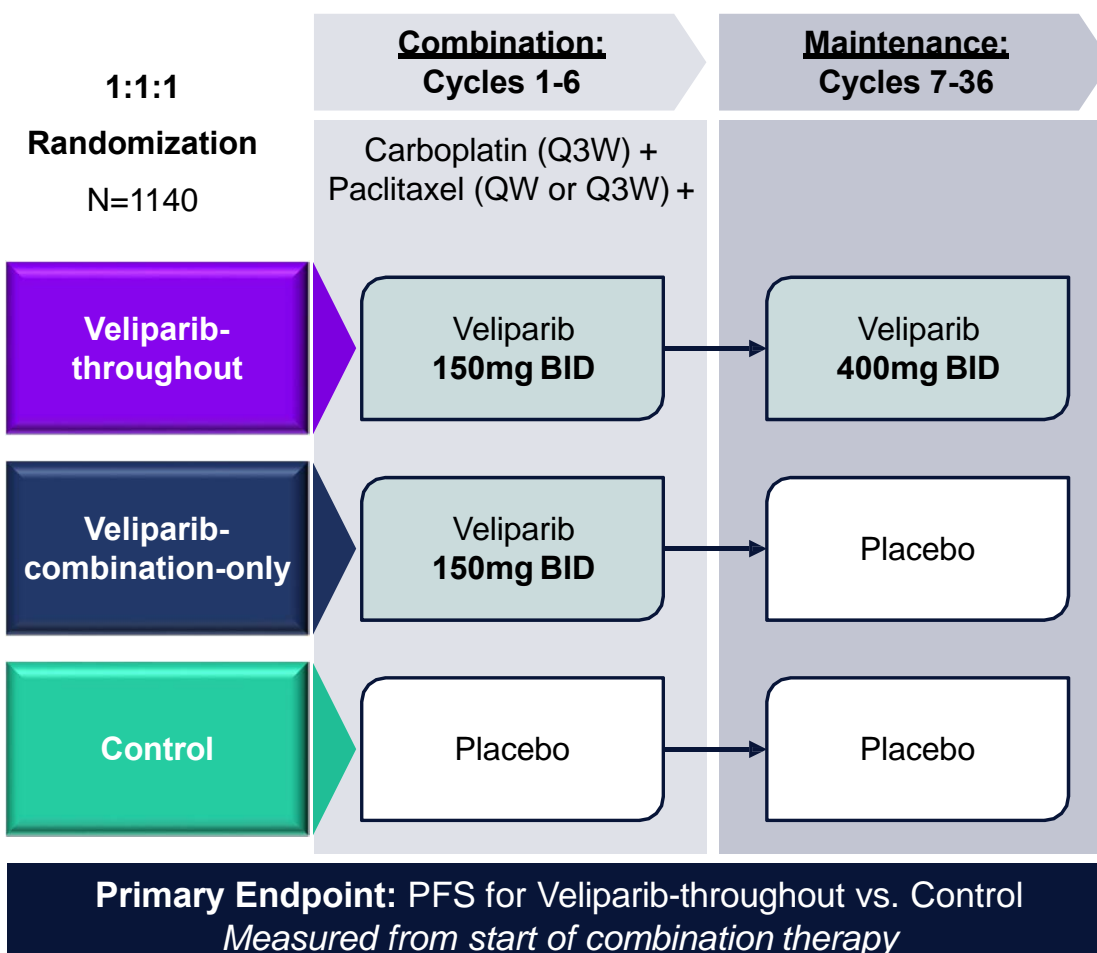 1:1:1
Randomization
N=1140
Combination:
Cycles 1-6
Maintenance:
Cycles 7-36
Carboplatin (Q3W) +
Paclitaxel (QW or Q3W) +
Veliparib-
throughout
Veliparib
150mg BID
Veliparib
400mg BID
Veliparib-
combination-only
Veliparib
150mg BID
Placebo
Control
Placebo
Placebo
Primary Endpoint: PFS for Veliparib-throughout vs. Control
Measured from start of combination therapy